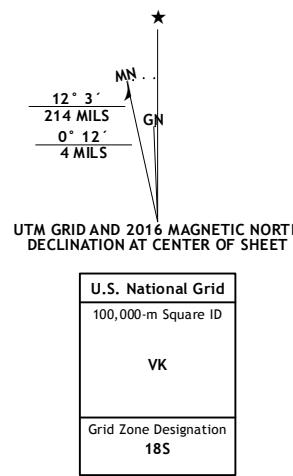 ★
MN
GN
12° 3´
214 MILS
0° 12´
4 MILS
UTM GRID AND 2016 MAGNETIC NORTH
DECLINATION AT CENTER OF SHEET
U.S. National Grid
100,000-m Square ID
VK
Grid Zone Designation
18S